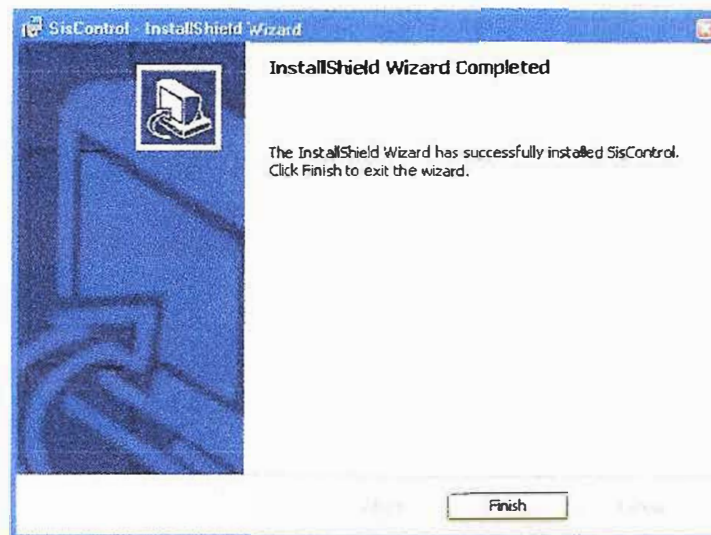 SisControl - InstallShield Wizard
InstallShield Wizard Completed
The InstallShield Wizard has successfully installed SisControl.
Click Finish to exit the wizard.
Finish